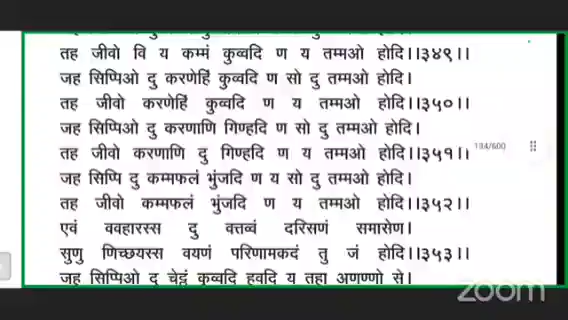 तह जीवो वि य कम्मं कुव्वदि ण य तम्मओ होदि।।३४९।।
जह सिप्पिओ दु करणेहिं कुव्वदि ण सो दु तम्मओ होदि।
तह जीवो करणेहिं कुव्वदि ण य तम्मओ होदि।।३५०।।
जह सिप्पिओ दु करणाणि गिण्हदि ण सो दु तम्मओ होदि।
तह जीवो करणाणि दु गिण्हदि ण य तम्मओ होदि।।३५१।।
194/600
जह सिप्पि दु कम्मफलं भुंजदि ण य सो दु तम्मओ होदि।
तह जीवो कम्मफलं भुंजदि ण य तम्मओ होदि।।३५२।।
एवं ववहारस्स दु वत्तव्वं दरिसणं समासेण।
सुणु णिच्छयस्स वयणं परिणामकदं तु जं होदि।।३५३।।
जह सिप्पिओ दु चेट्ठं कुव्वदि हवदि य तहा अणण्णो से।
zoom